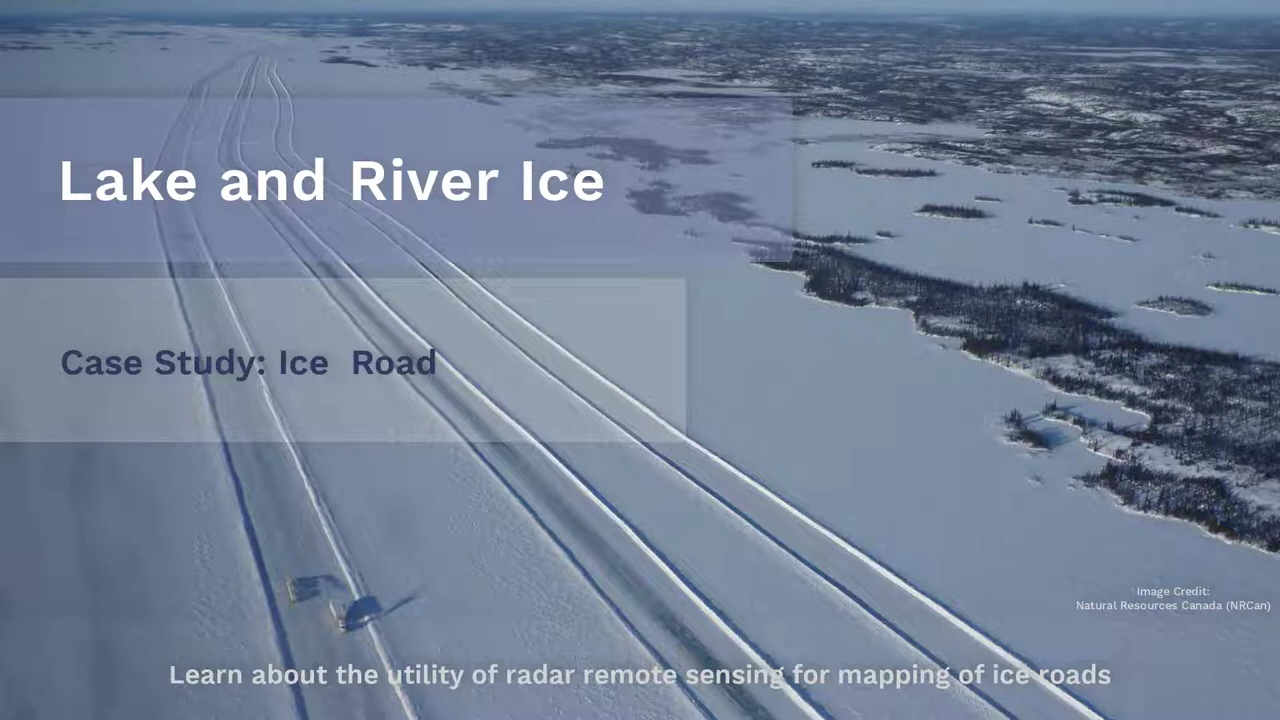 Lake and River Ice
Case Study: Ice  Road
Image Credit:
Natural Resources Canada (NRCan)
Learn about the utility of radar remote sensing for mapping of ice roads